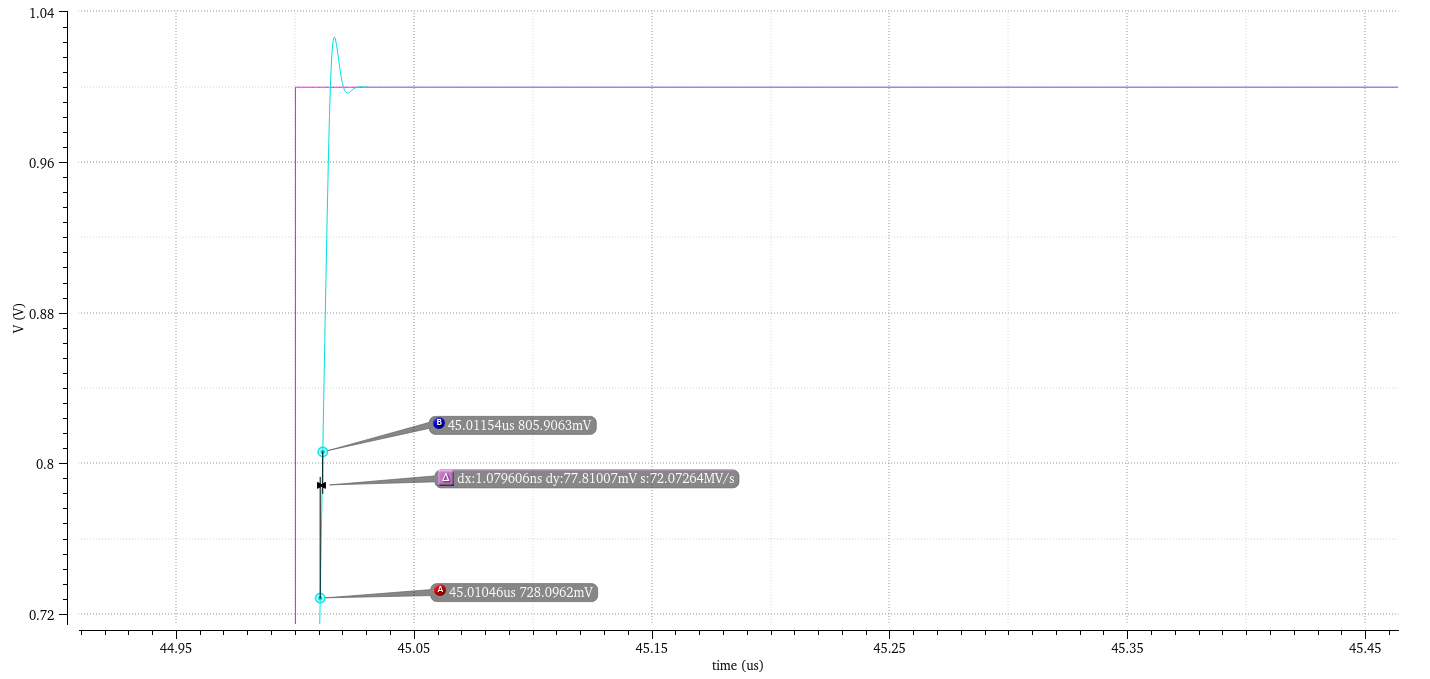 1.04
0.96
0.88
V (V)
B 45.01154us 805.9063mV
0.8
Δ dx:1.079606ns dy:77.81007mV s:72.07264MV/s
A 45.01046us 728.0962mV
0.72
44.95 45.05 45.15 45.25 45.35 45.45
time (us)